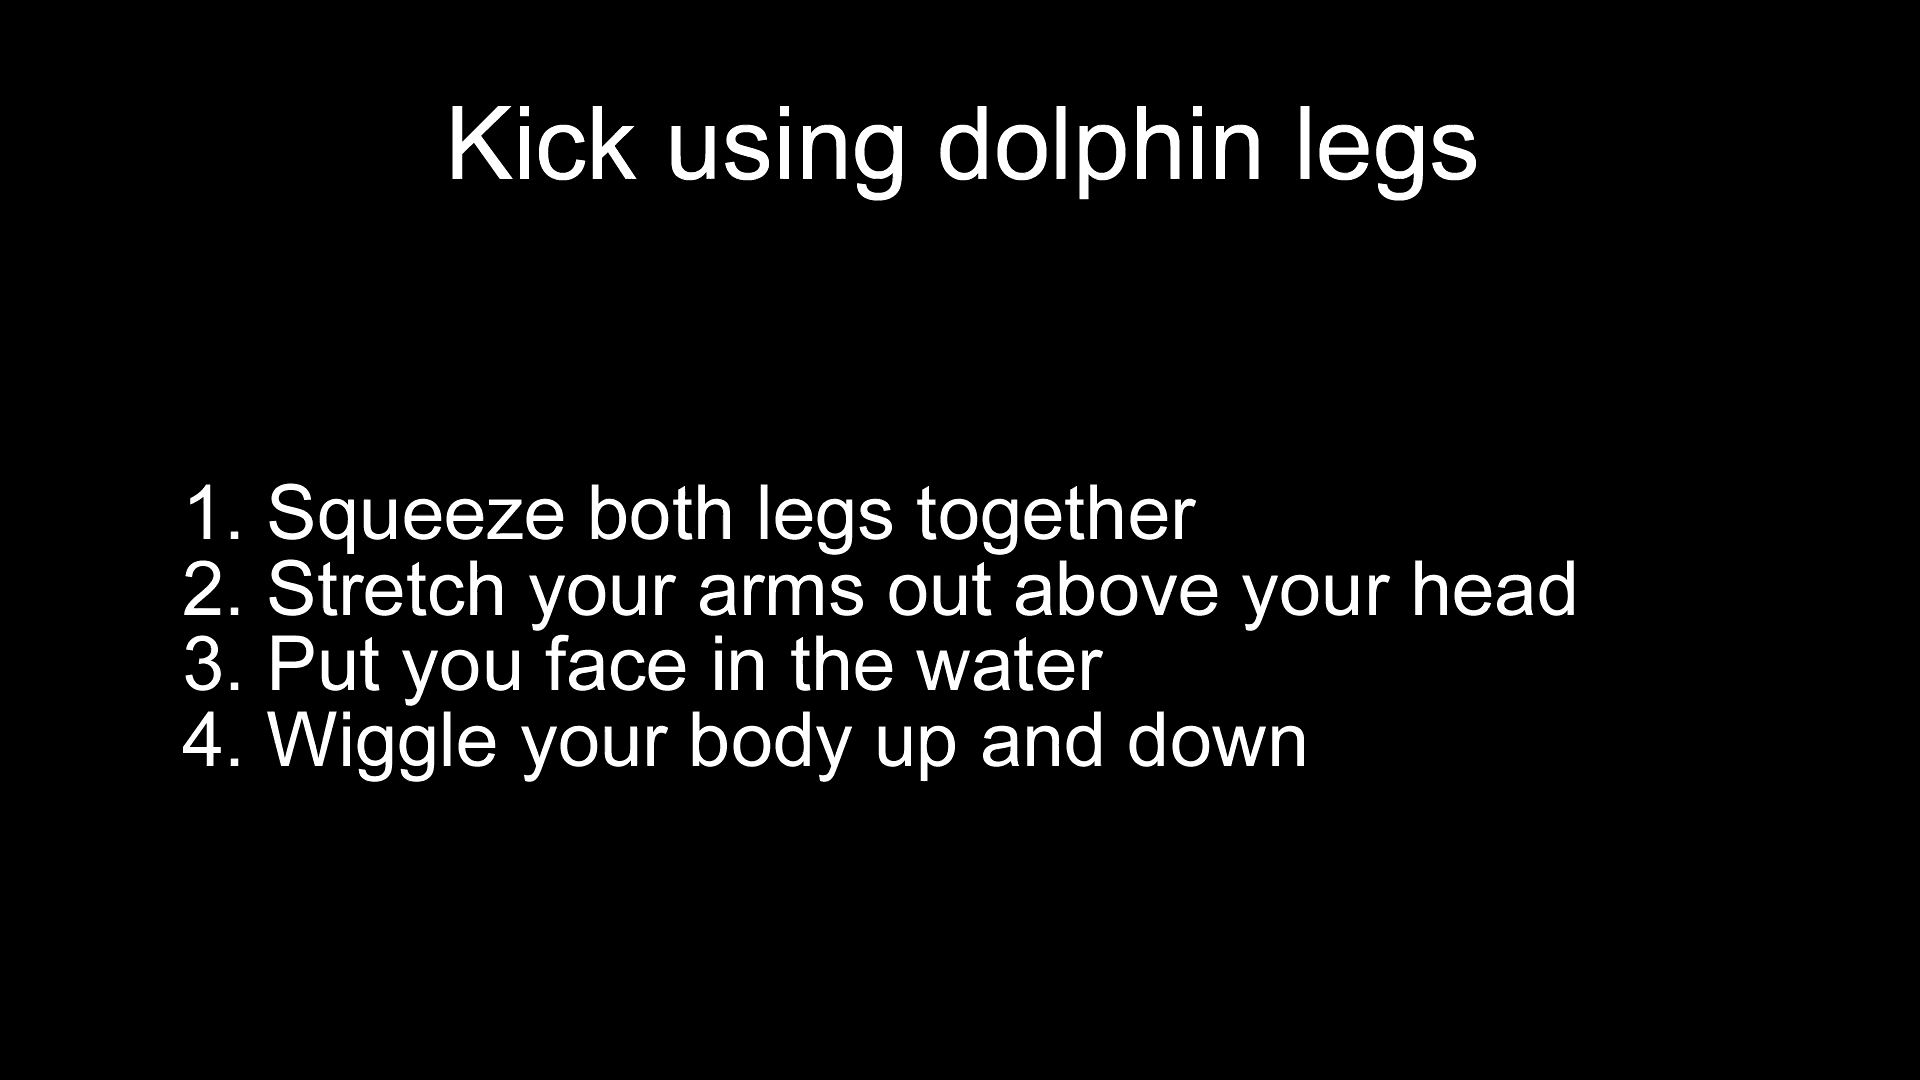 Kick using dolphin legs
1. Squeeze both legs together
2. Stretch your arms out above your head
3. Put you face in the water
4. Wiggle your body up and down